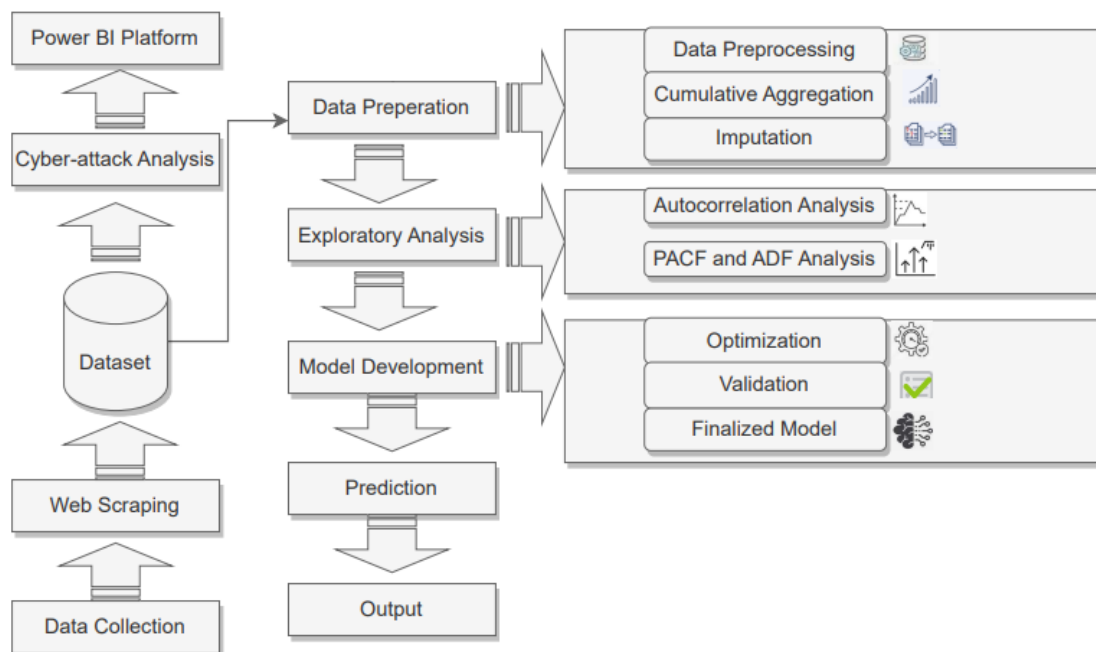 Power BI Platform
Cyber-attack Analysis
Dataset
Web Scraping
Data Collection
Data Preperation
Exploratory Analysis
Model Development
Prediction
Output
Data Preprocessing
Cumulative Aggregation
Imputation
Autocorrelation Analysis
PACF and ADF Analysis
Optimization
Validation
Finalized Model